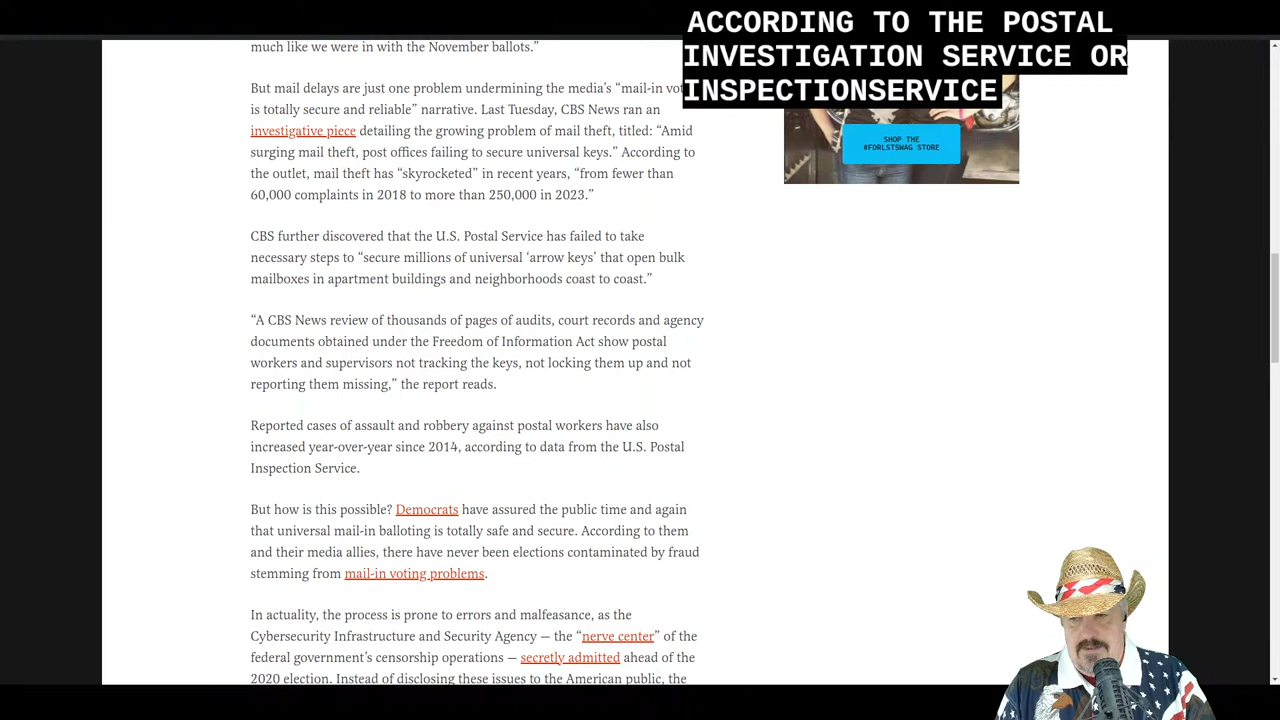 ACCORDING TO THE POSTAL
INVESTIGATION SERVICE OR
INSPECTIONSERVICE
much like we were in with the November ballots.”
But mail delays are just one problem undermining the media’s “mail-in
is totally secure and reliable” narrative. Last Tuesday, CBS News ran an
investigative piece detailing the growing problem of mail theft, titled: “Amid
surging mail theft, post offices failing to secure universal keys.” According to
the outlet, mail theft has “skyrocketed” in recent years, “from fewer than
60,000 complaints in 2018 to more than 250,000 in 2023.”
CBS further discovered that the U.S. Postal Service has failed to take
necessary steps to “secure millions of universal ‘arrow keys’ that open bulk
mailboxes in apartment buildings and neighborhoods coast to coast.”
“A CBS News review of thousands of pages of audits, court records and agency
documents obtained under the Freedom of Information Act show postal
workers and supervisors not tracking the keys, not locking them up and not
reporting them missing,” the report reads.
Reported cases of assault and robbery against postal workers have also
increased year-over-year since 2014, according to data from the U.S. Postal
Inspection Service.
But how is this possible? Democrats have assured the public time and again
that universal mail-in balloting is totally safe and secure. According to them
and their media allies, there have never been elections contaminated by fraud
stemming from mail-in voting problems.
In actuality, the process is prone to errors and malfeasance, as the
Cybersecurity Infrastructure and Security Agency — the “nerve center” of the
federal government’s censorship operations — secretly admitted ahead of the
2020 election. Instead of disclosing these issues to the American public, the
SHOP THE
#FDRLSTSWAG STORE